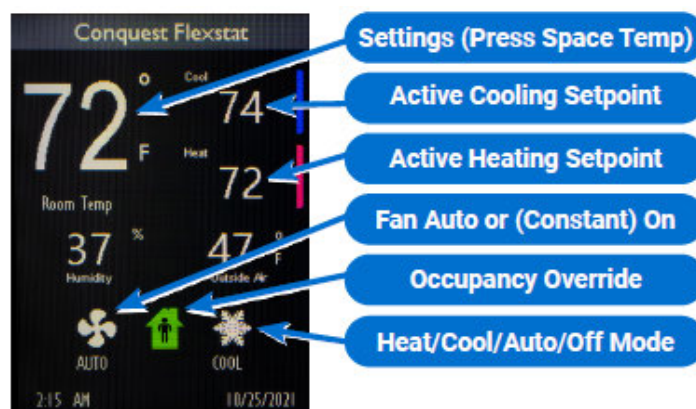 Conquest Flexstat
72 ° F
Room Temp
Cool
74
Heat
72
37 %
Humidity
47 ° F
Outside Air
AUTO
COOL
2:15 AM
10/25/2021
Settings (Press Space Temp)
Active Cooling Setpoint
Active Heating Setpoint
Fan Auto or (Constant) On
Occupancy Override
Heat/Cool/Auto/Off Mode